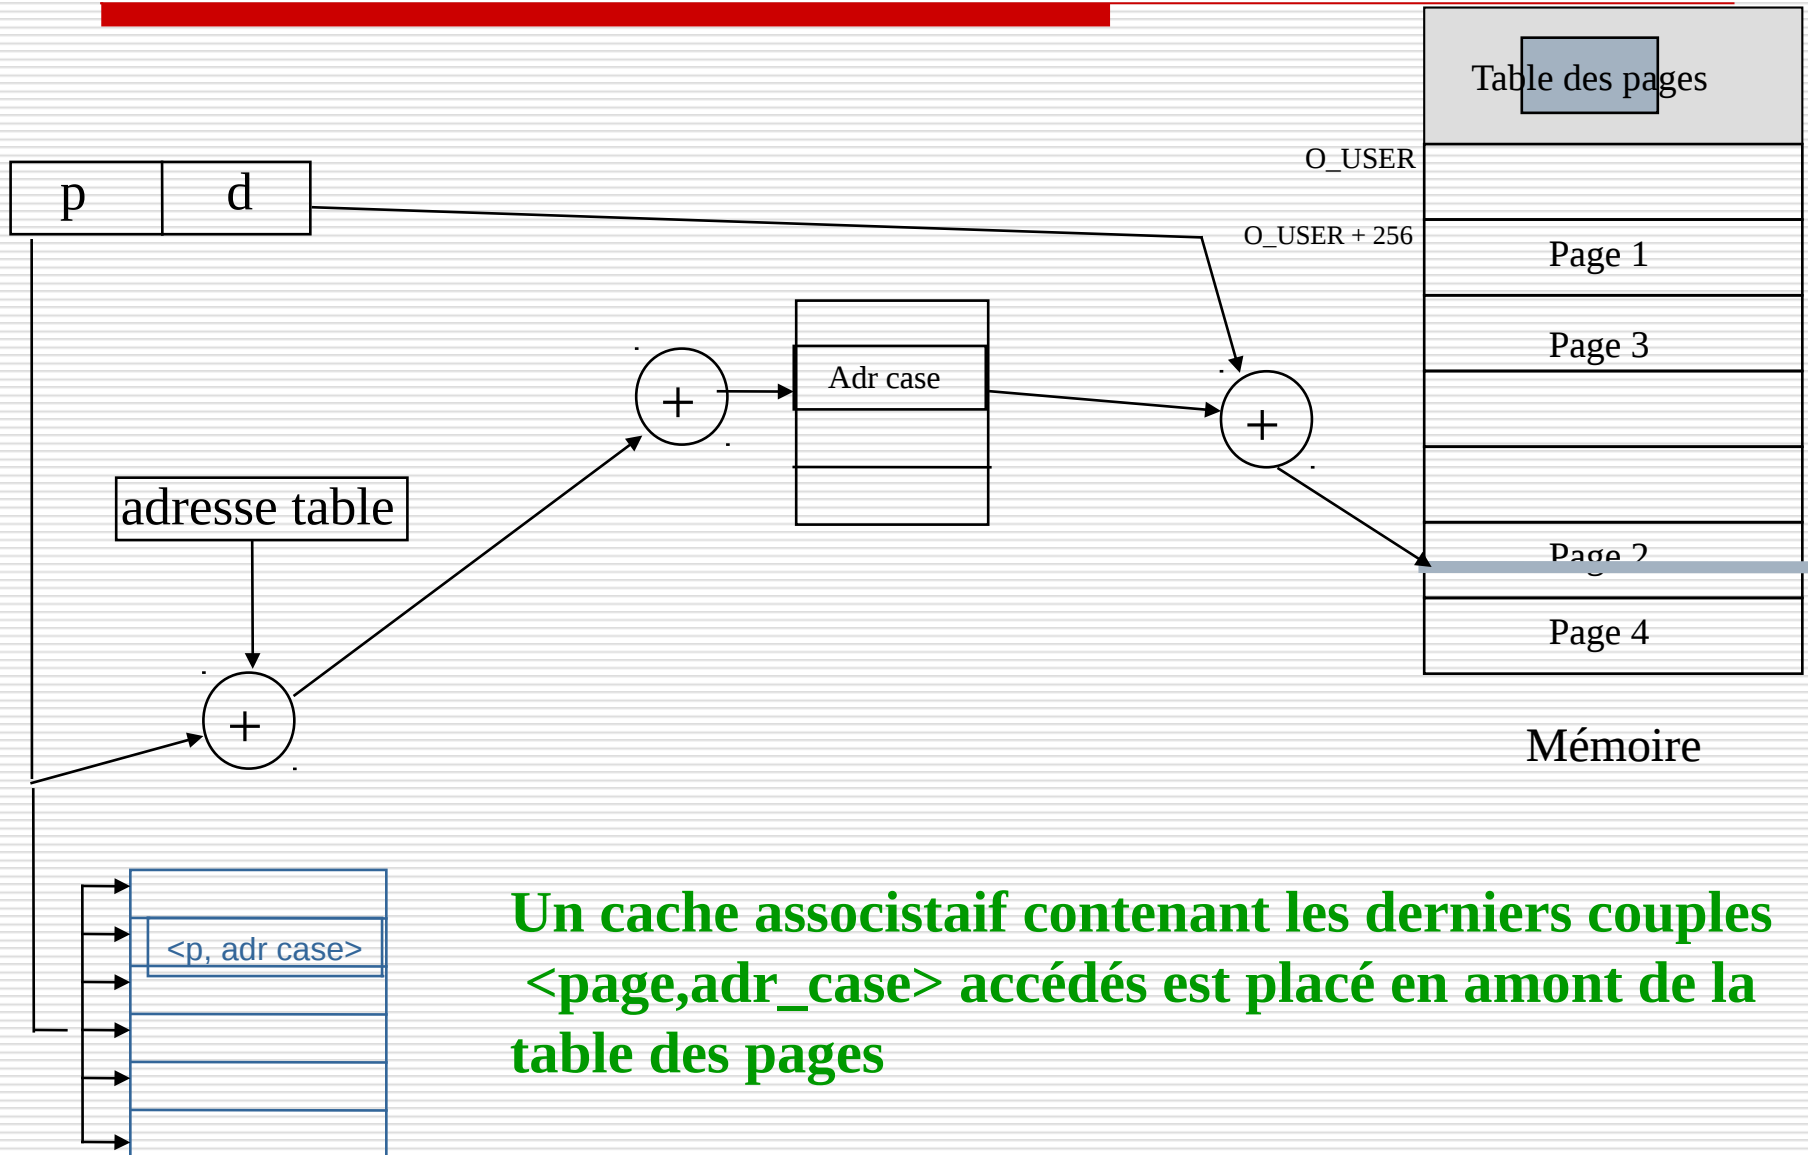 Table des pages
O_USER
p d
O_USER + 256
Page 1
Page 3
Adr case
+
+
adresse table
Page 2
Page 4
+
Mémoire
<p, adr case>
Un cache associstaif contenant les derniers couples
<page,adr_case> accédés est placé en amont de la
table des pages